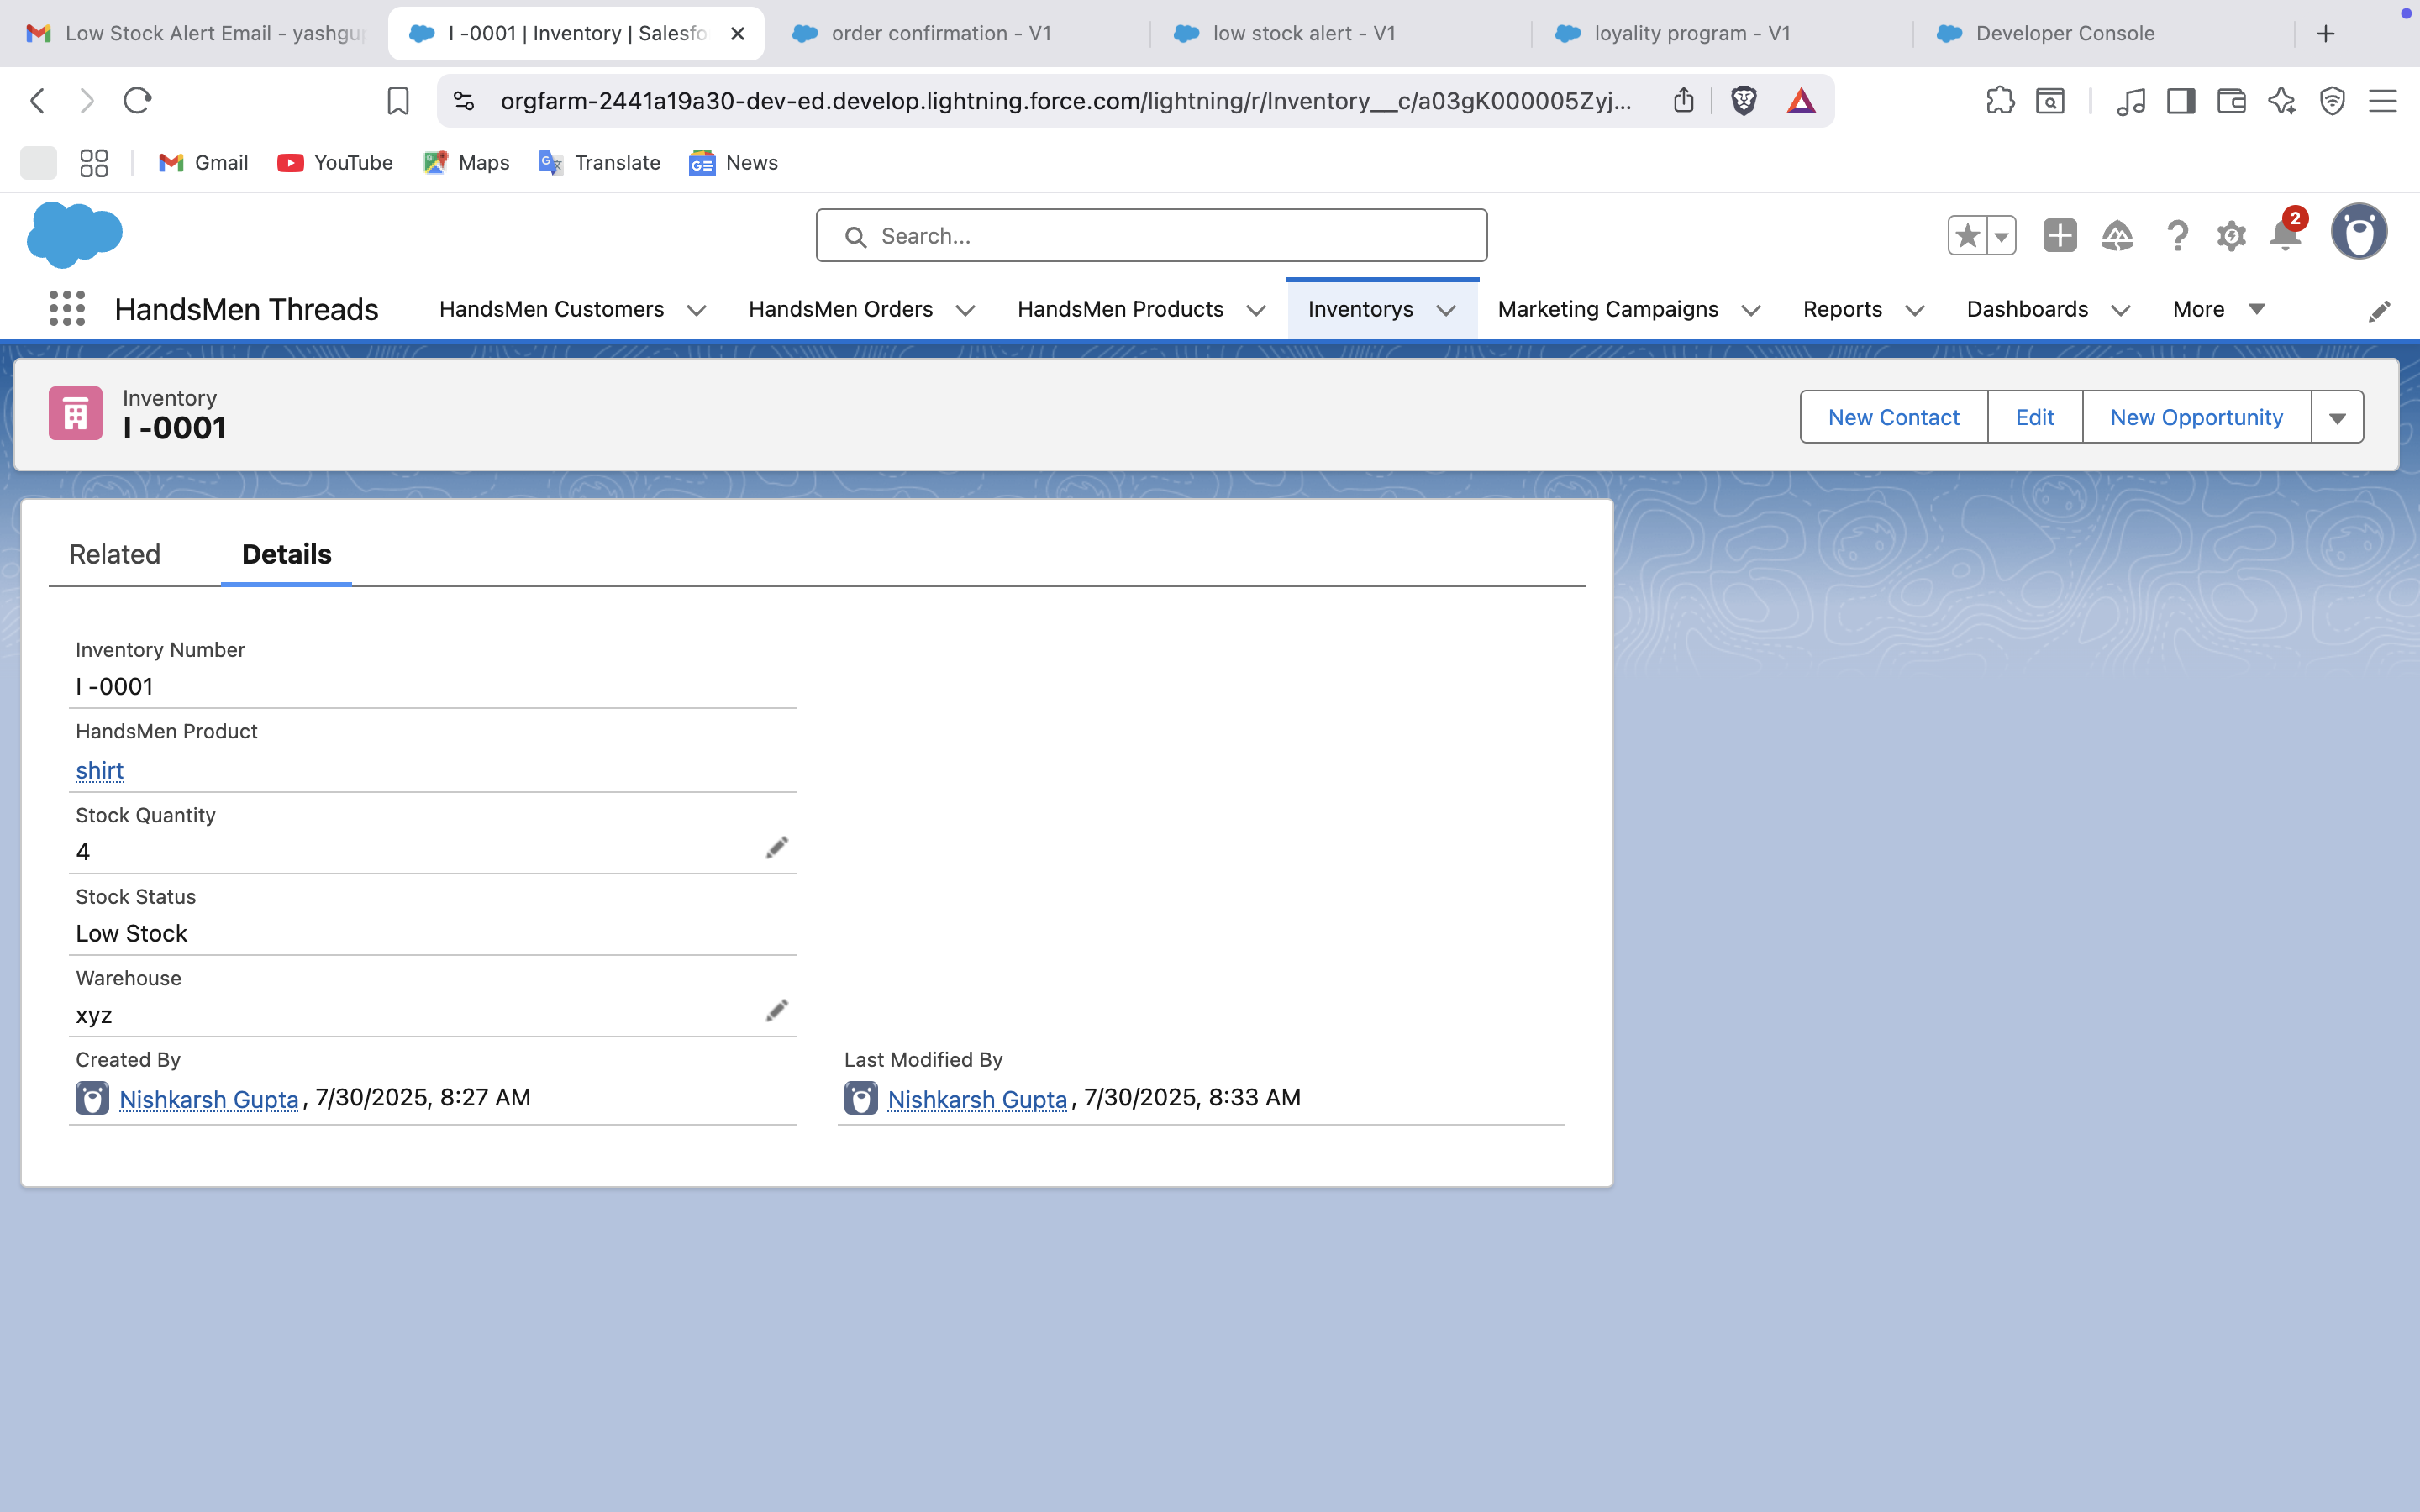 Low Stock Alert Email - yashgu
I -0001 | Inventory | Salesfo
order confirmation - V1
low stock alert - V1
loyality program - V1
Developer Console
orgfarm-2441a19a30-dev-ed.develop.lightning.force.com/lightning/r/Inventory__c/a03gK000005Zyj...
Gmail
YouTube
Maps
Translate
News
Search...
2
HandsMen Threads
HandsMen Customers
HandsMen Orders
HandsMen Products
Inventorys
Marketing Campaigns
Reports
Dashboards
More
Inventory
I -0001
New Contact
Edit
New Opportunity
Related
Details
Inventory Number
I -0001
HandsMen Product
shirt
Stock Quantity
4
Stock Status
Low Stock
Warehouse
xyz
Created By
Nishkarsh Gupta, 7/30/2025, 8:27 AM
Last Modified By
Nishkarsh Gupta, 7/30/2025, 8:33 AM